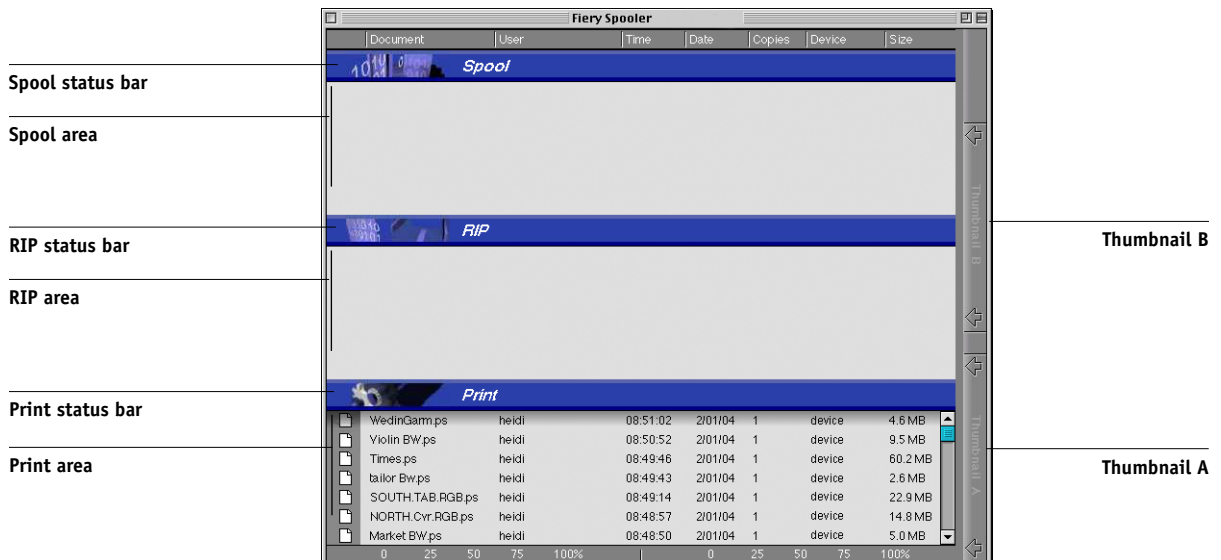 Fiery Spooler
Document User Time Date Copies Device Size
Spool
Spool status bar
Spool area
RIP
RIP status bar
RIP area
Print
Print status bar
Print area
WedinGarm.ps heidi 08:51:02 2/01/04 1 device 4.6 MB
Violin BW.ps heidi 08:50:52 2/01/04 1 device 9.5 MB
Times.ps heidi 08:49:46 2/01/04 1 device 60.2 MB
tailor Bw.ps heidi 08:49:43 2/01/04 1 device 2.6 MB
SOUTH.TAB.RGB.ps heidi 08:49:14 2/01/04 1 device 22.9 MB
NORTH.Cvr.RGB.ps heidi 08:48:57 2/01/04 1 device 14.8 MB
Market BW.ps heidi 08:48:50 2/01/04 1 device 5.0 MB
0 25 50 75 100% 0 25 50 75 100%
Thumbnail B
Thumbnail B
Thumbnail A
Thumbnail A